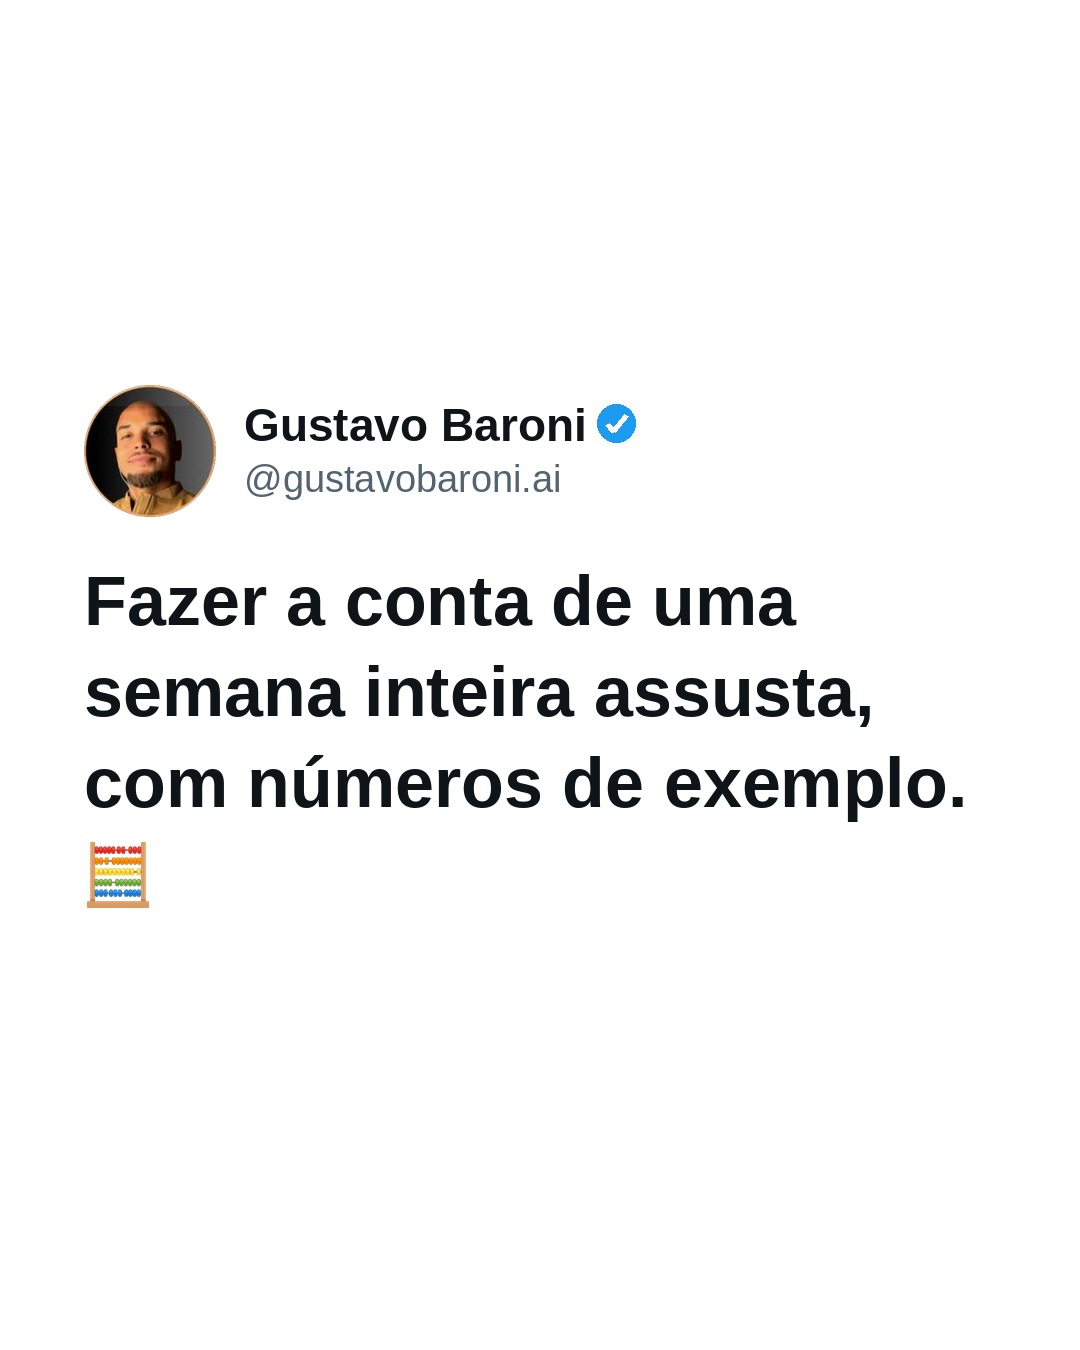 Gustavo Baroni
@gustavobaroni.ai
Fazer a conta de uma
semana inteira assusta,
com números de exemplo.
🧮